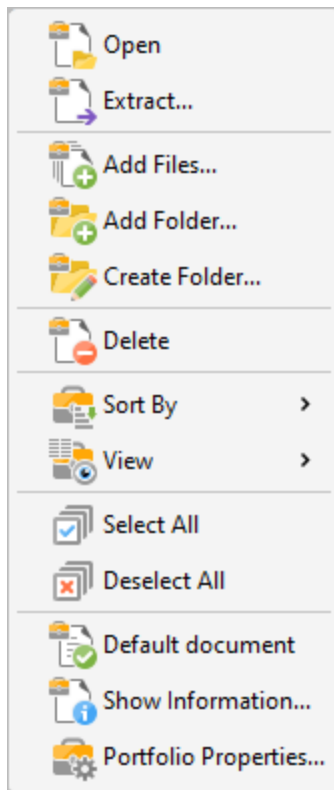 Open
Extract...
Add Files...
Add Folder...
Create Folder...
Delete
Sort By
View
Select All
Deselect All
Default document
Show Information...
Portfolio Properties...